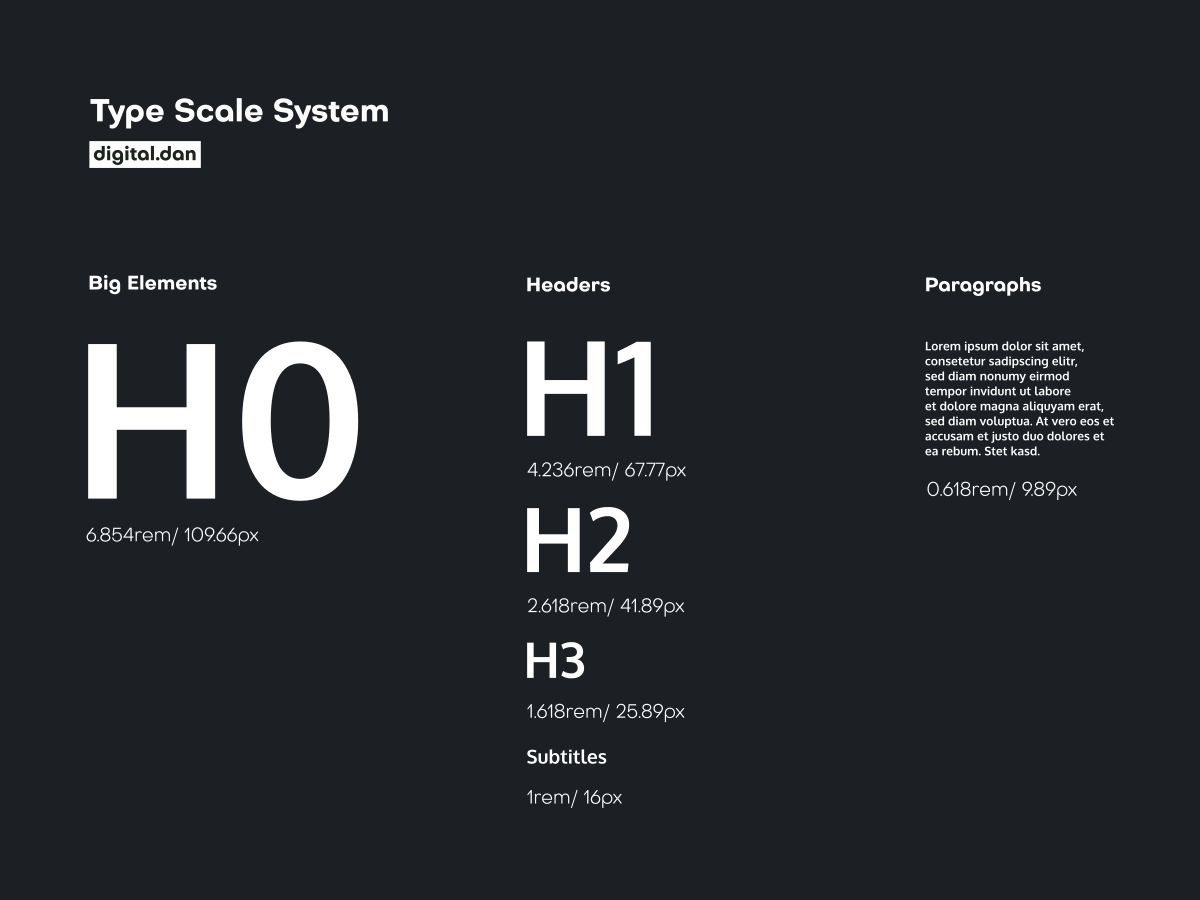 Type Scale System
digital.dan
Big Elements
H0
6.854rem/ 109.66px
Headers
H1
4.236rem/ 67.77px
H2
2.618rem/ 41.89px
H3
1.618rem/ 25.89px
Subtitles
1rem/ 16px
Paragraphs
Lorem ipsum dolor sit amet,
consetetur sadipscing elitr,
sed diam nonumy eirmod
tempor invidunt ut labore
et dolore magna aliquyam erat,
sed diam voluptua. At vero eos et
accusam et justo duo dolores et
ea rebum. Stet kasd.
0.618rem/ 9.89px